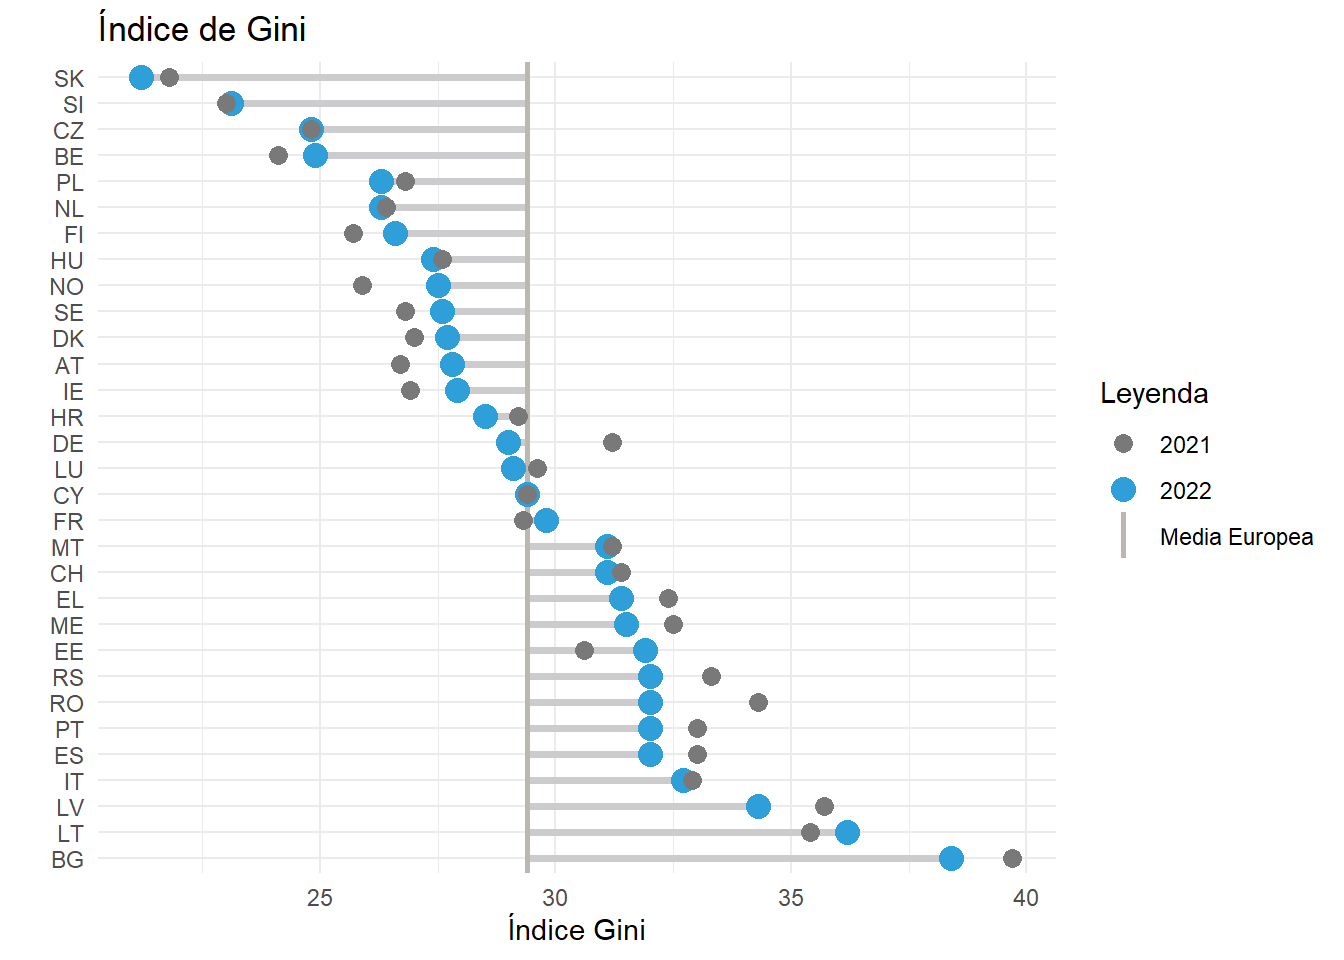 Índice de Gini
SK
SI
CZ
BE
PL
NL
FI
HU
NO
SE
DK
AT
IE
HR
DE
LU
CY
FR
MT
CH
EL
ME
EE
RS
RO
PT
ES
IT
LV
LT
BG
25 30 35 40
Índice Gini
Leyenda
2021
2022
Media Europea